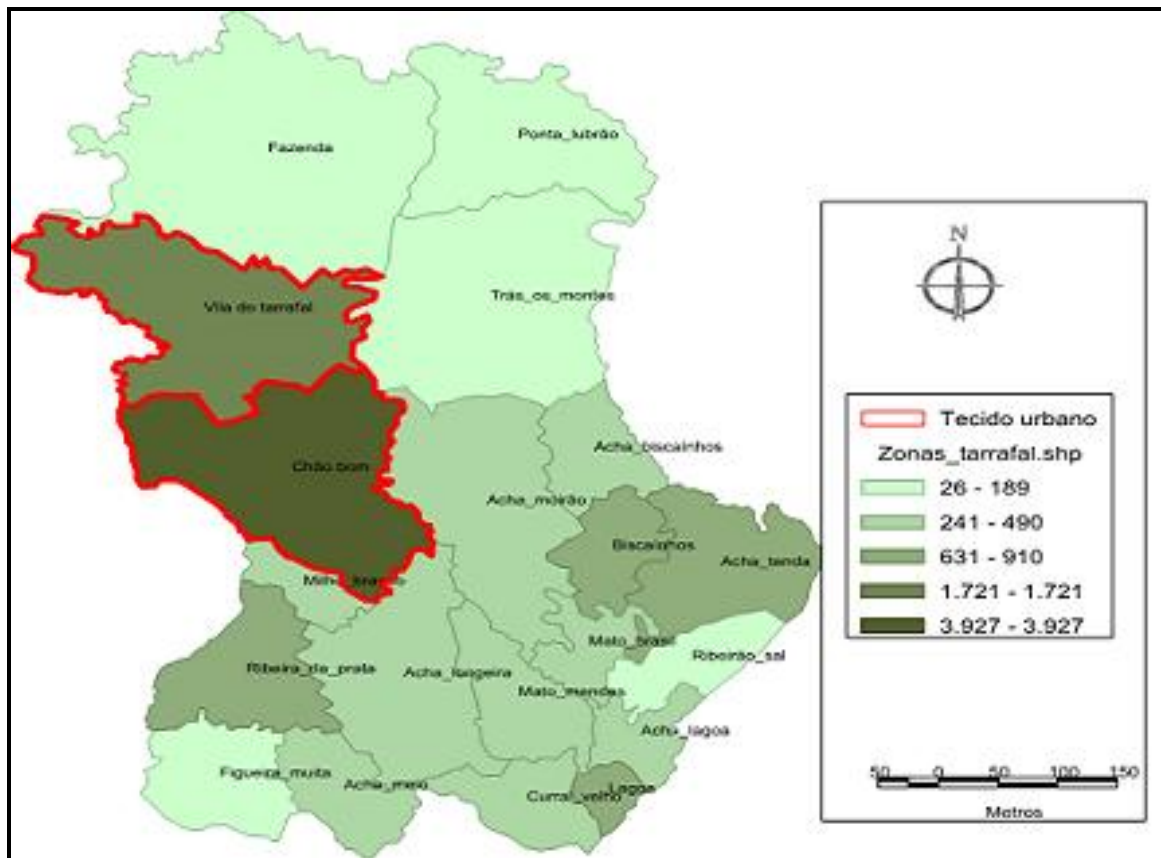 Fazenda
Ponta_lubrão
Trás_os_montes
Vila do tarrafal
Chão bom
Acha_biscainhos
Acha_moirão
Biscainhos
Acha_tenda
Mato_brasil
Ribeirão_sal
Ribeira_da_prata
Acha_longeira
Mato_mendes
Acha_lagoa
Figueira_muita
Acha_meio
Curral_velho
Lagoa
N
Tecido urbano
Zonas_tarrafal.shp
26 - 189
241 - 490
631 - 910
1.721 - 1.721
3.927 - 3.927
50 0 50 100 150
Metros